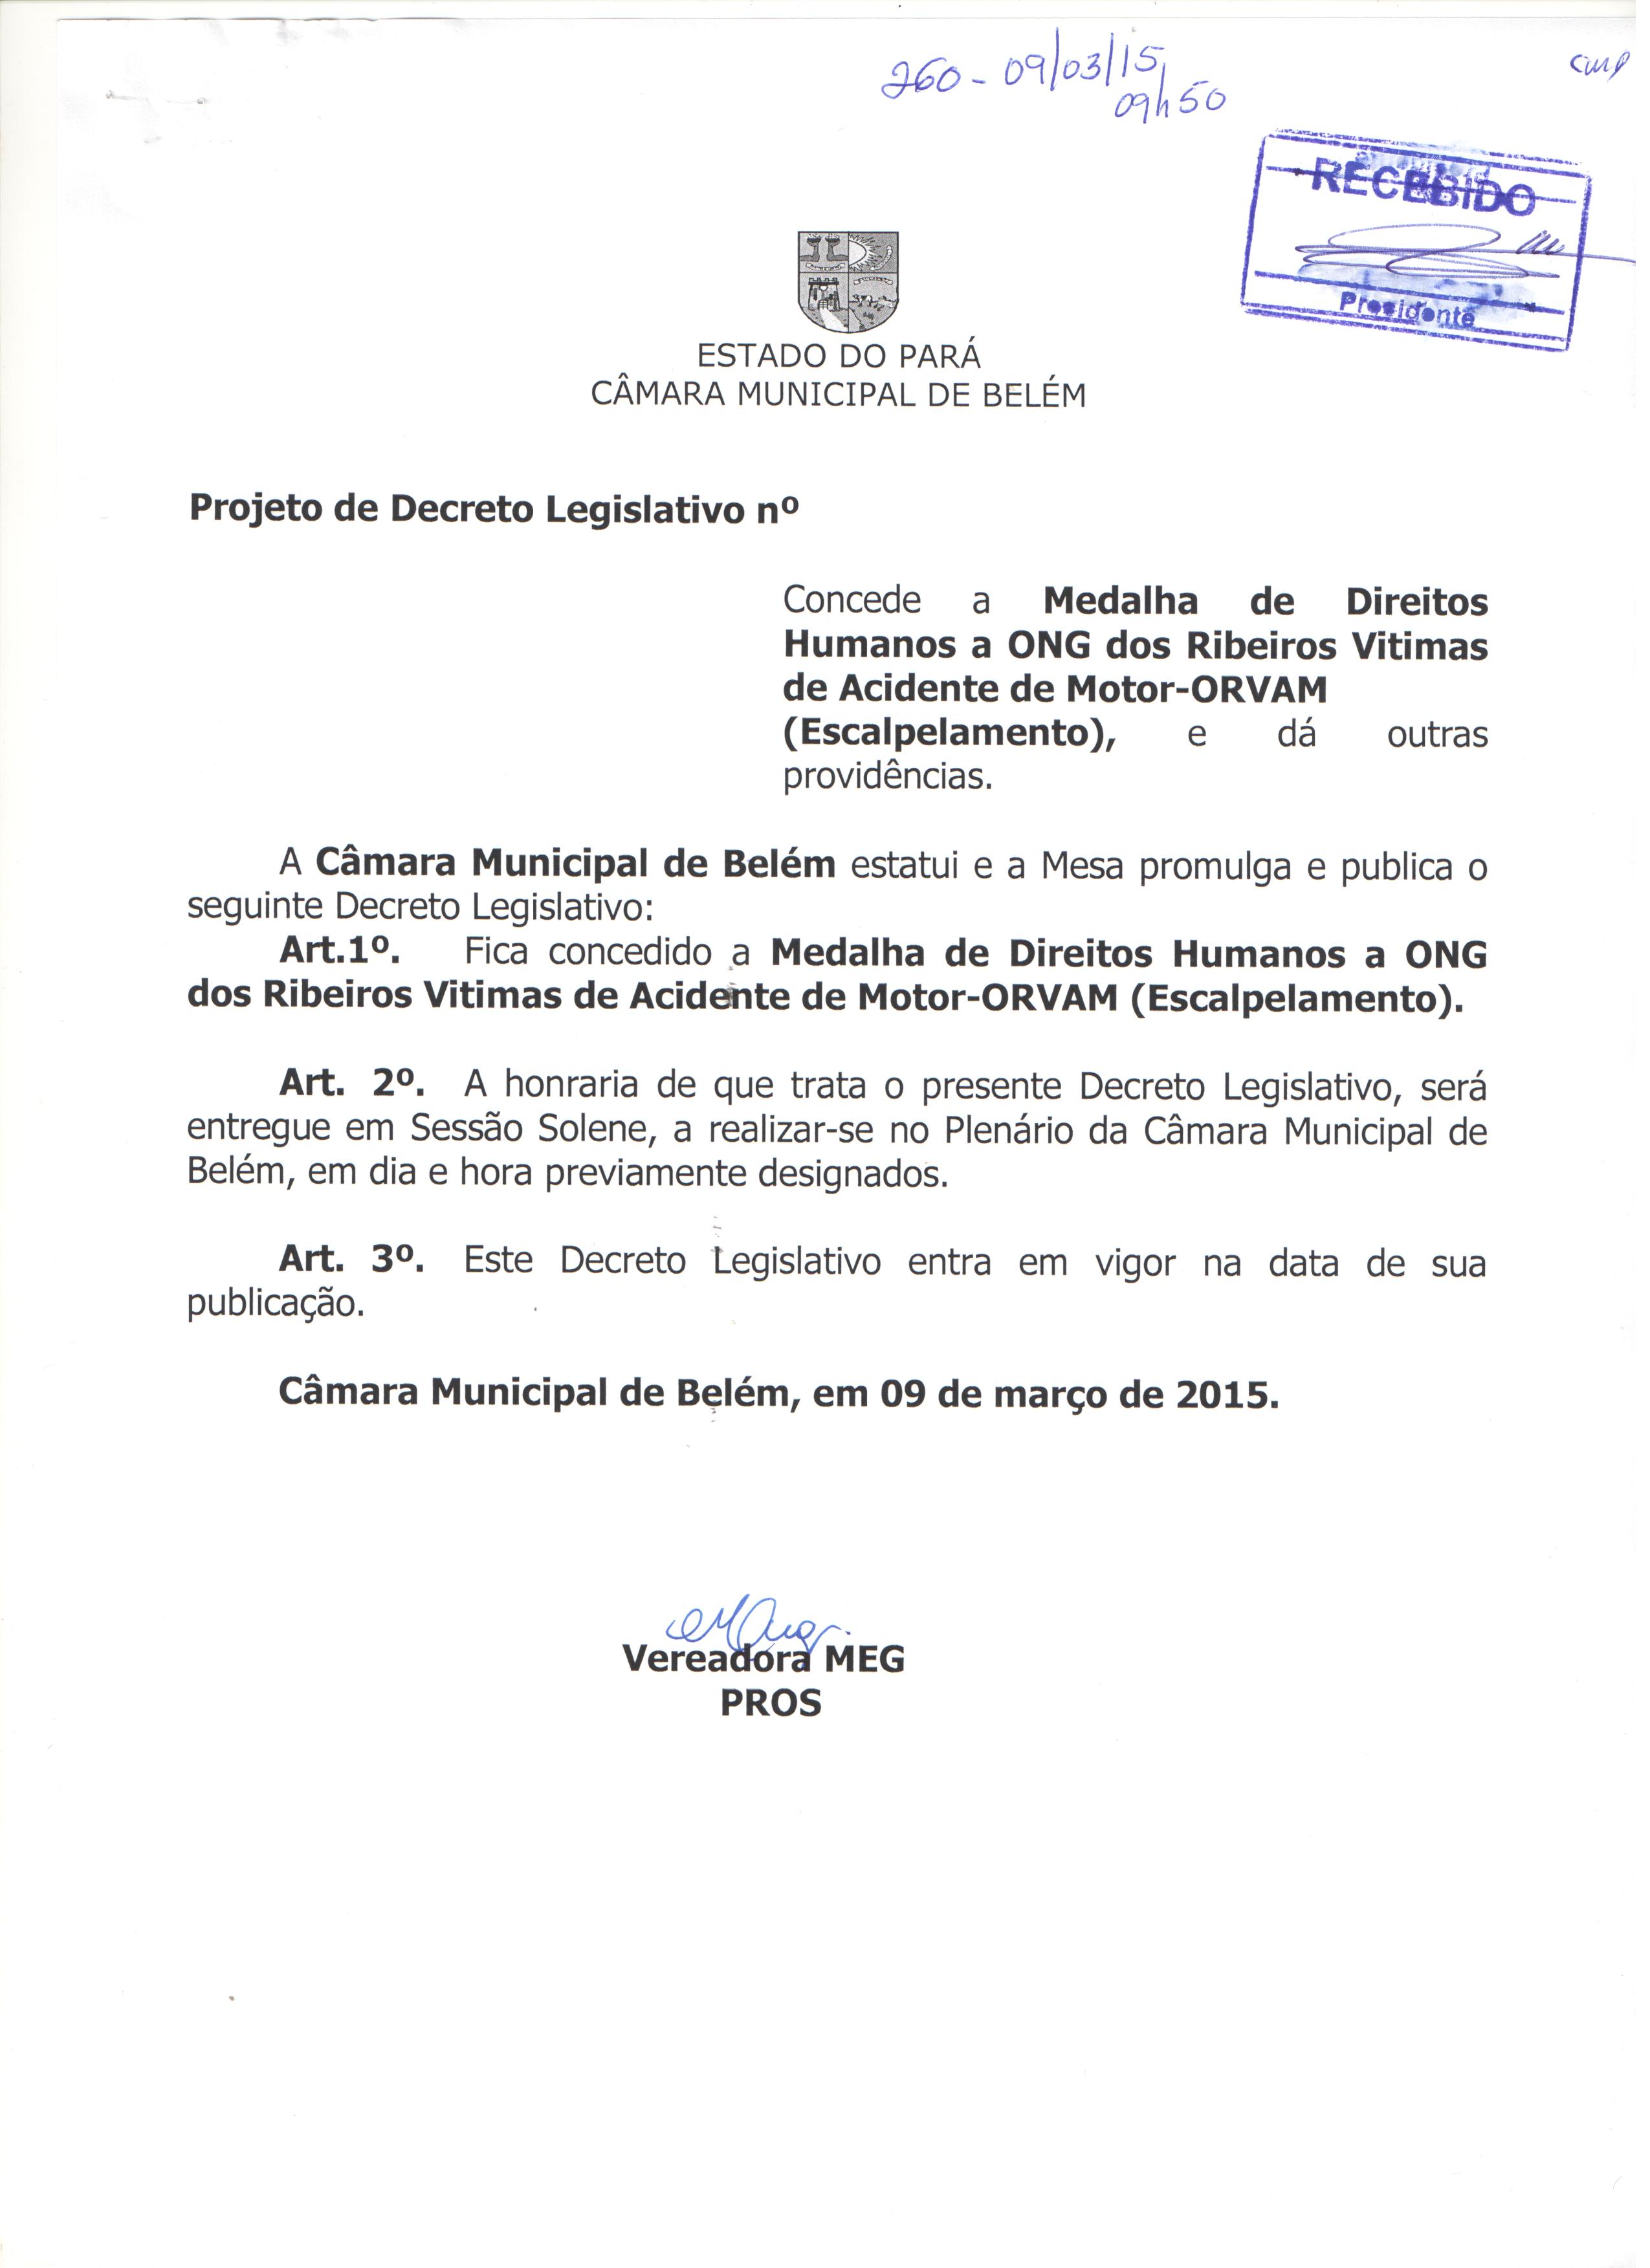 260 - 09/03/15
09h50
RECEBIDO
Presidente
ESTADO DO PARÁ
CÂMARA MUNICIPAL DE BELÉM
Projeto de Decreto Legislativo nº
Concede a Medalha de Direitos
Humanos a ONG dos Ribeiros Vitimas
de Acidente de Motor-ORVAM
(Escalpelamento), e dá outras
providências.
A Câmara Municipal de Belém estatui e a Mesa promulga e publica o
seguinte Decreto Legislativo:
Art.1º. Fica concedido a Medalha de Direitos Humanos a ONG
dos Ribeiros Vitimas de Acidente de Motor-ORVAM (Escalpelamento).
Art. 2º. A honraria de que trata o presente Decreto Legislativo, será
entregue em Sessão Solene, a realizar-se no Plenário da Câmara Municipal de
Belém, em dia e hora previamente designados.
Art. 3º. Este Decreto Legislativo entra em vigor na data de sua
publicação.
Câmara Municipal de Belém, em 09 de março de 2015.
Vereadora MEG
PROS